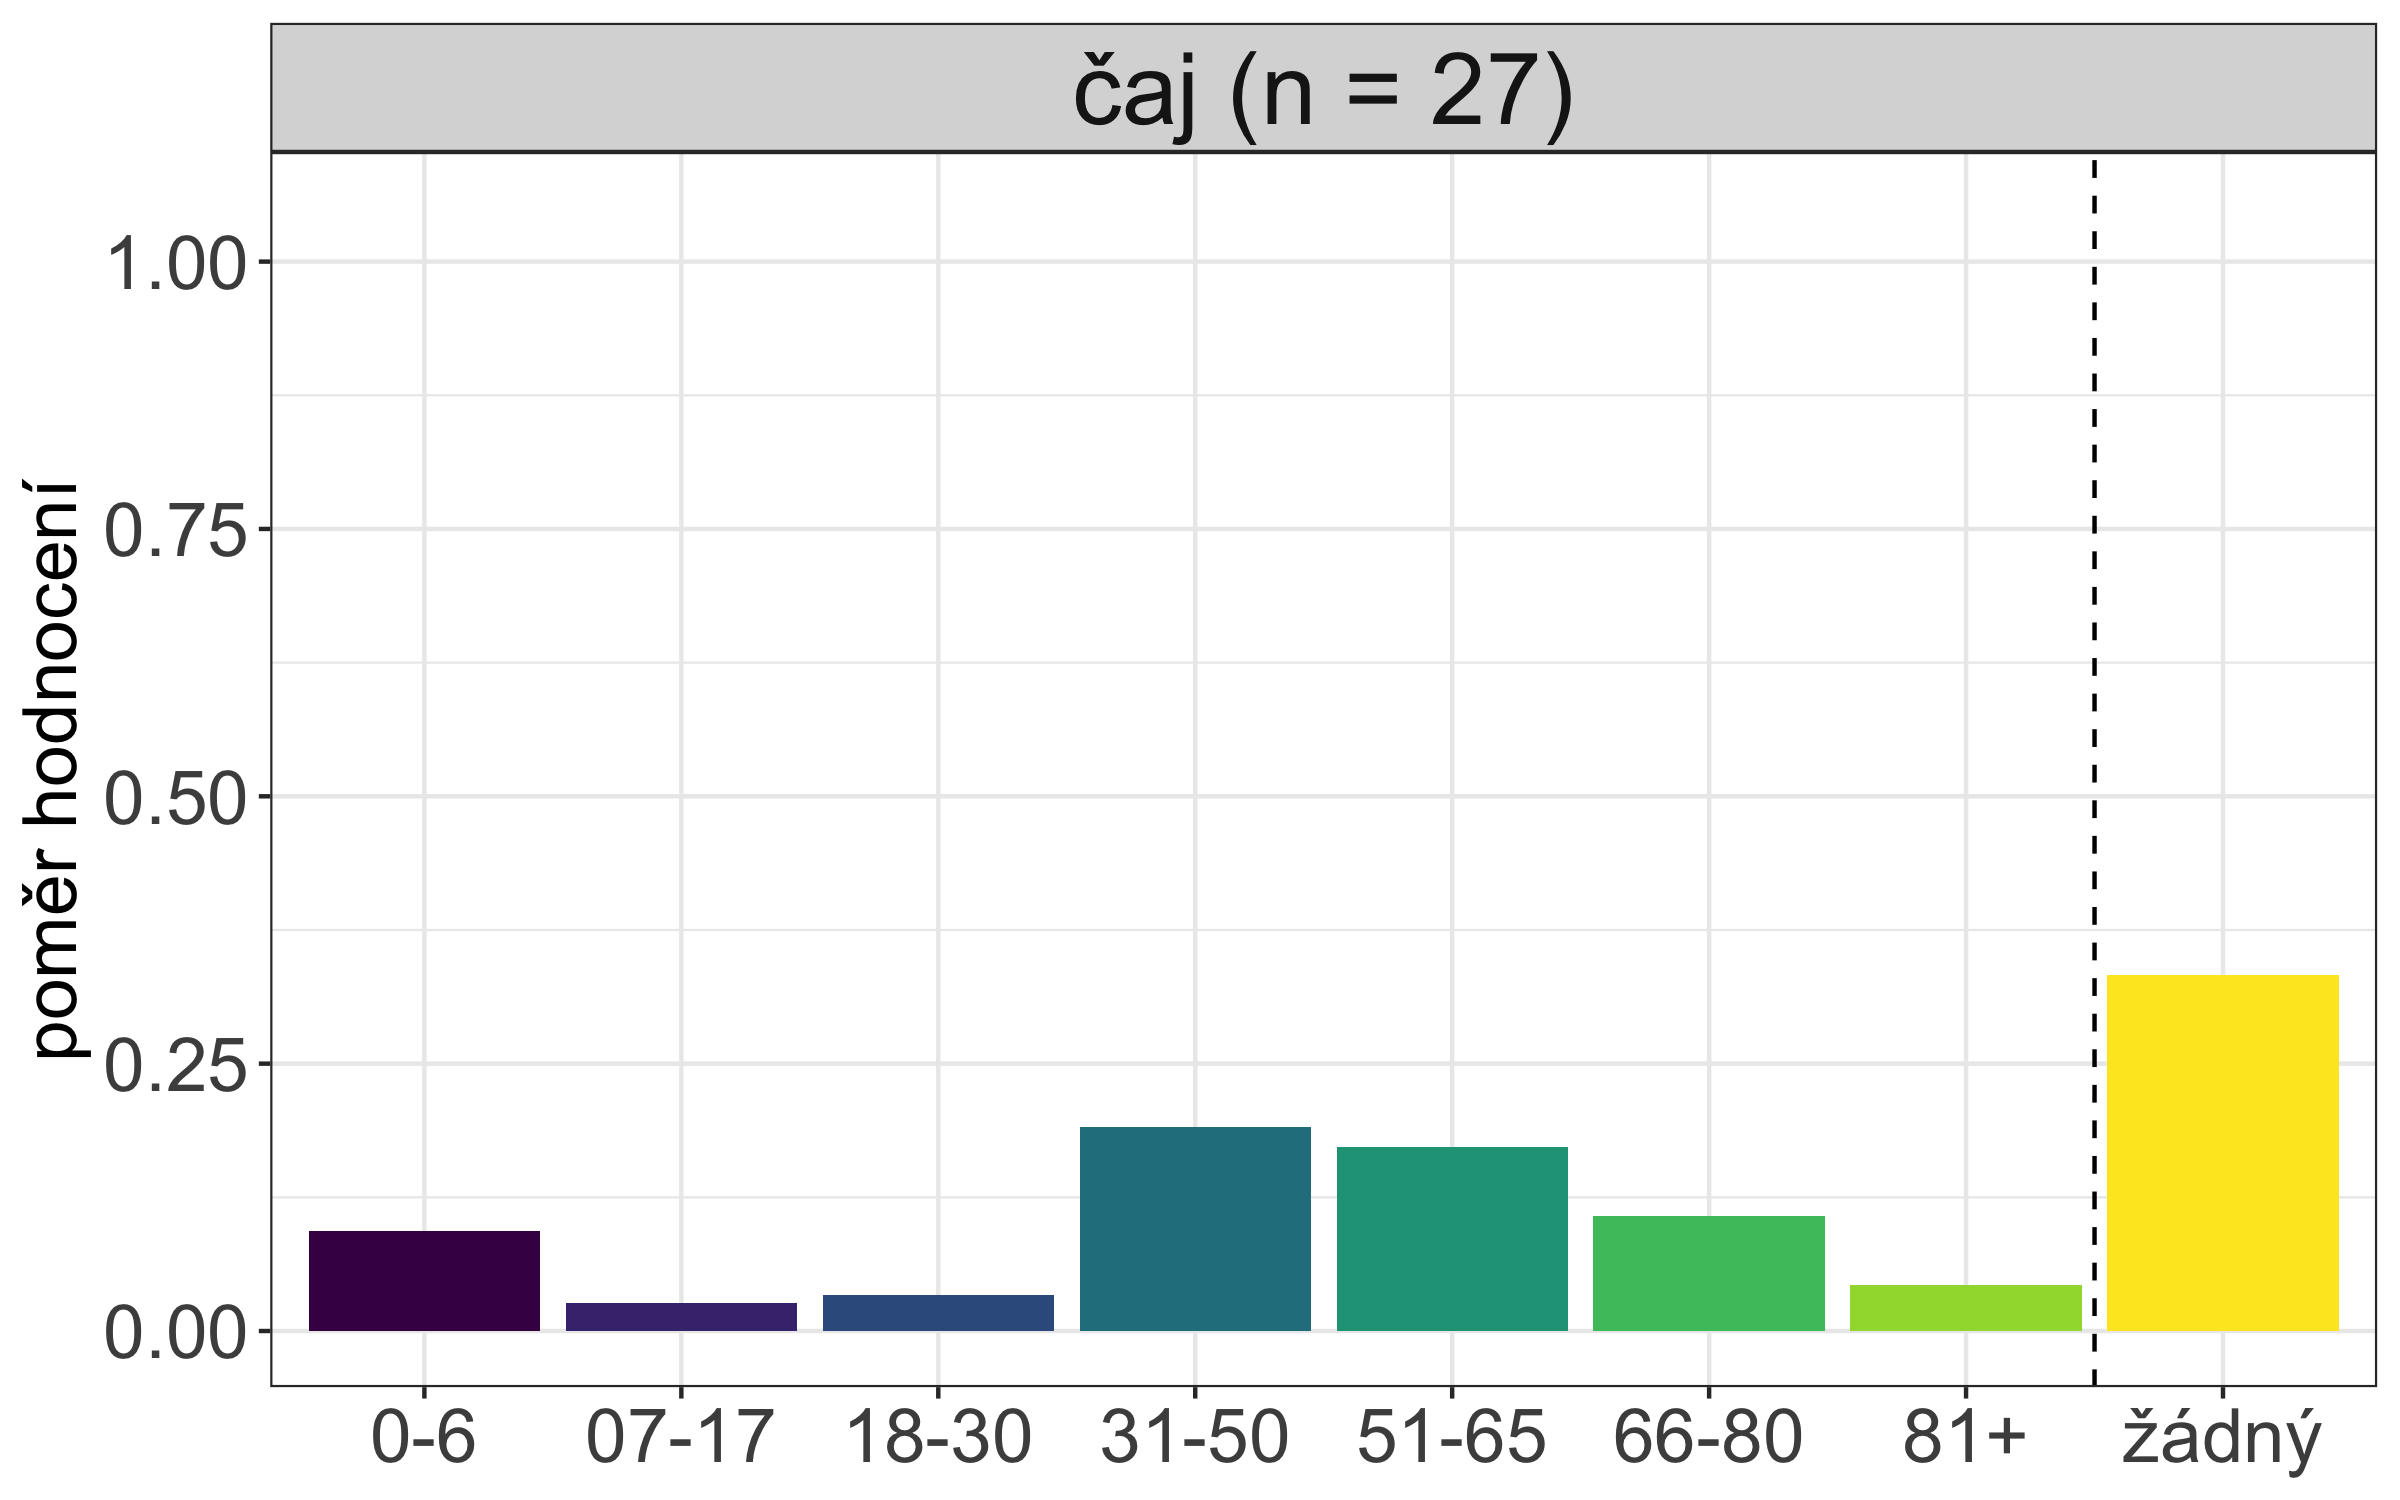 čaj (n = 27)
poměr hodnocení
1.00
0.75
0.50
0.25
0.00
0-6 07-17 18-30 31-50 51-65 66-80 81+ žádný